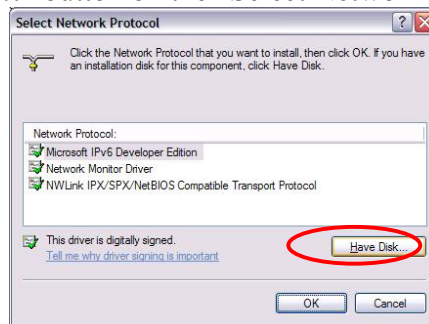 Select Network Protocol
Click the Network Protocol that you want to install, then click OK. If you have
an installation disk for this component, click Have Disk.
Network Protocol:
Microsoft IPv6 Developer Edition
Network Monitor Driver
NWLink IPX/SPX/NetBIOS Compatible Transport Protocol
This driver is digitally signed.
Tell me why driver signing is important
Have Disk...
OK
Cancel